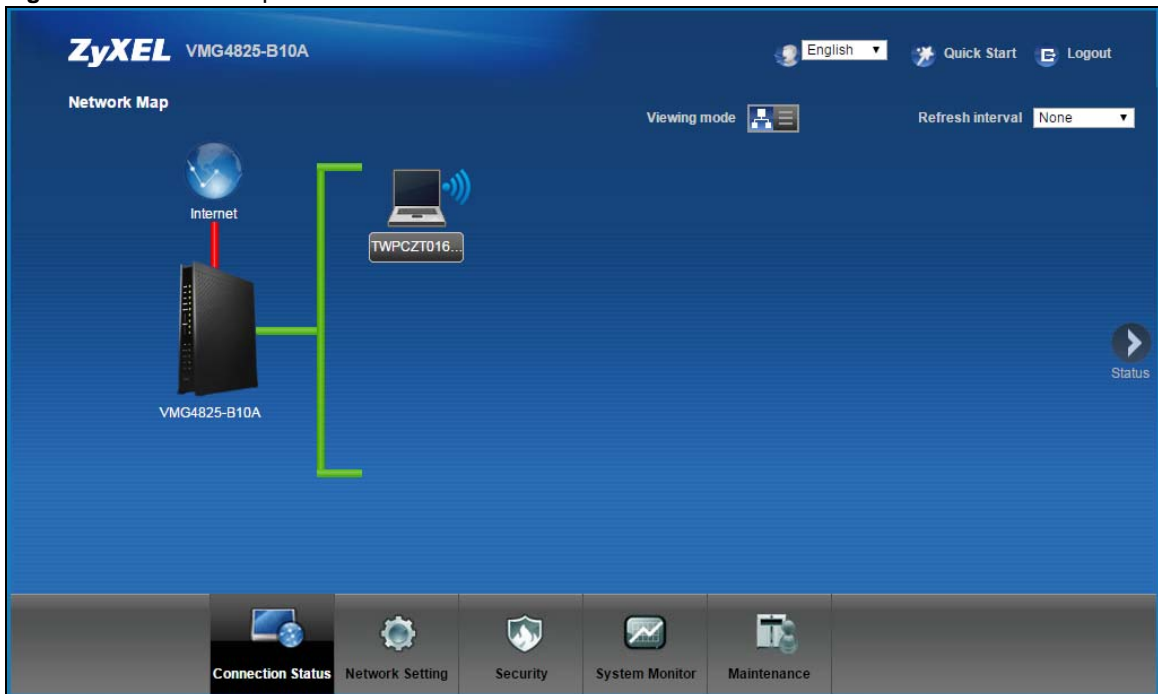 ZyXEL VMG4825-B10A
English
Quick Start
Logout
Network Map
Viewing mode
Refresh interval
None
Internet
TWPCZT016...
VMG4825-B10A
Status
Connection Status
Network Setting
Security
System Monitor
Maintenance